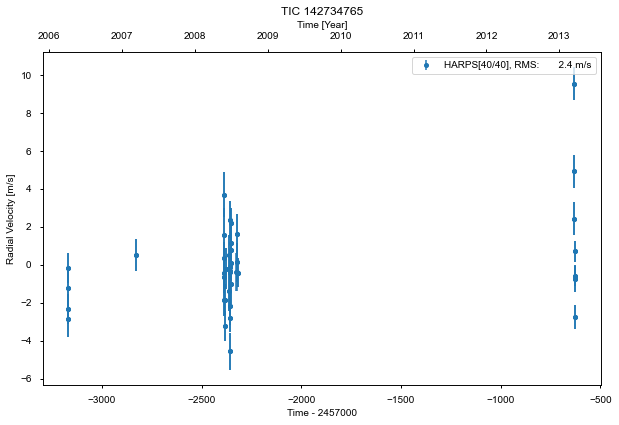 TIC 142734765
Time [Year]
2006 2007 2008 2009 2010 2011 2012 2013
HARPS[40/40], RMS: 2.4 m/s
10
8
6
4
2
0
−2
−4
−6
Radial Velocity [m/s]
−3000 −2500 −2000 −1500 −1000 −500
Time - 2457000